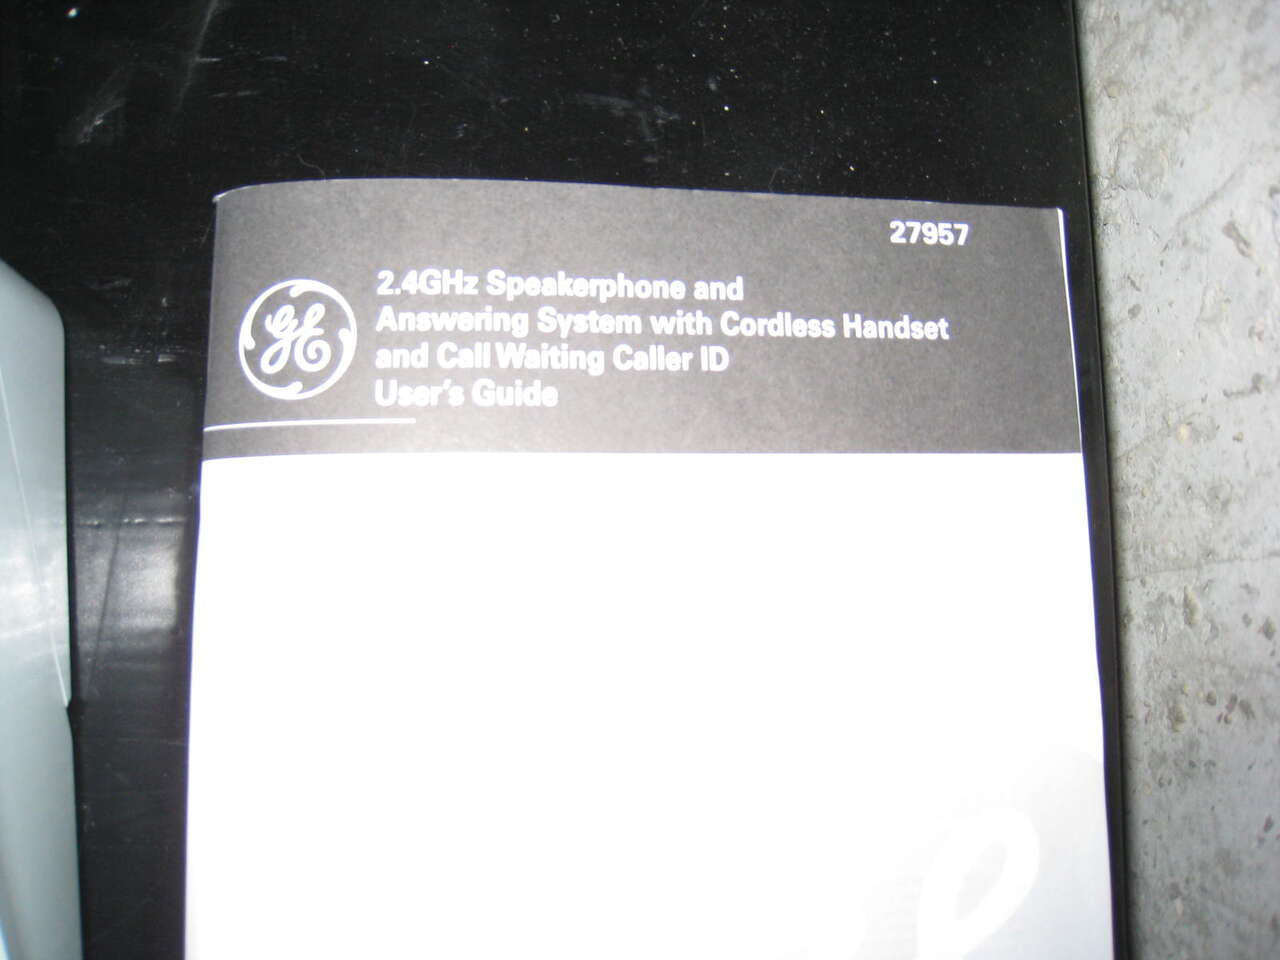 27957
GE
2.4GHz Speakerphone and
Answering System with Cordless Handset
and Call Waiting Caller ID
User's Guide